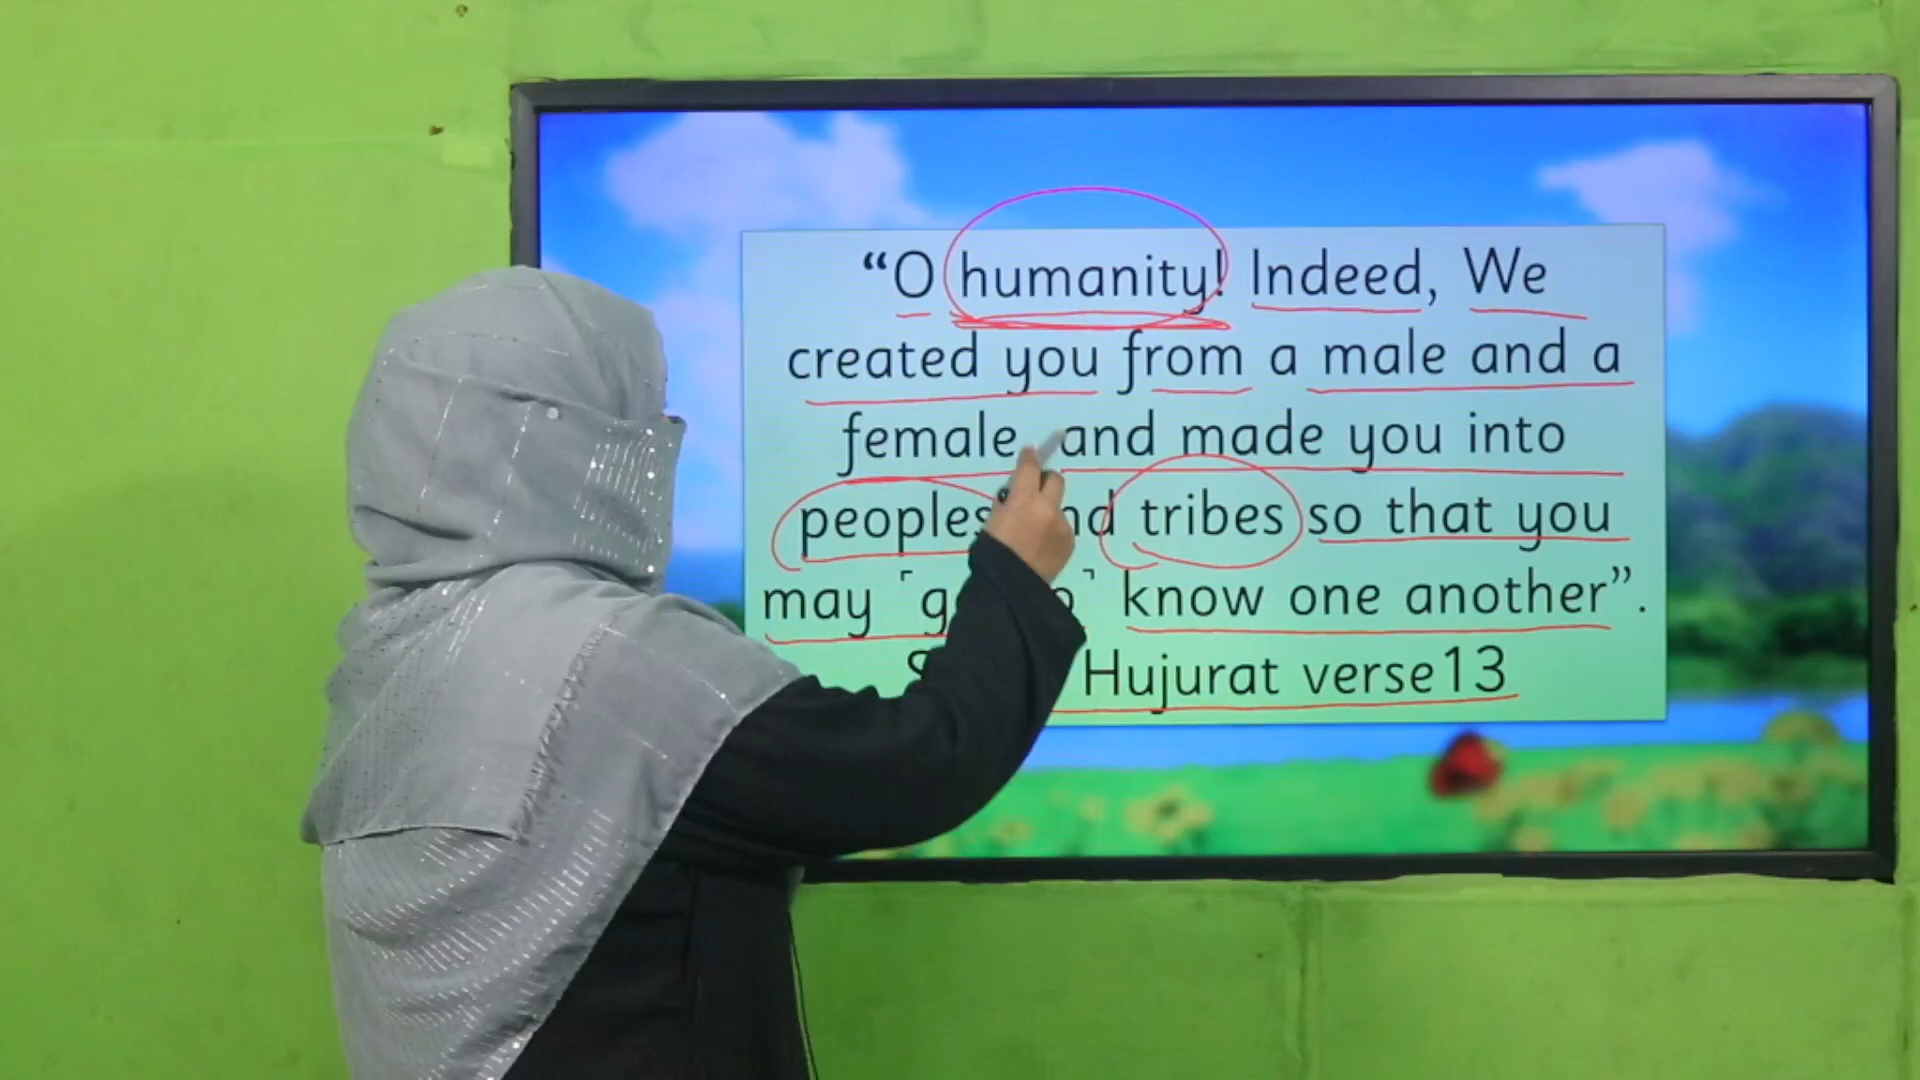 “O humanity! Indeed, We
created you from a male and a
female and made you into
peoples tribes so that you
may know one another”.
Hujurat verse13